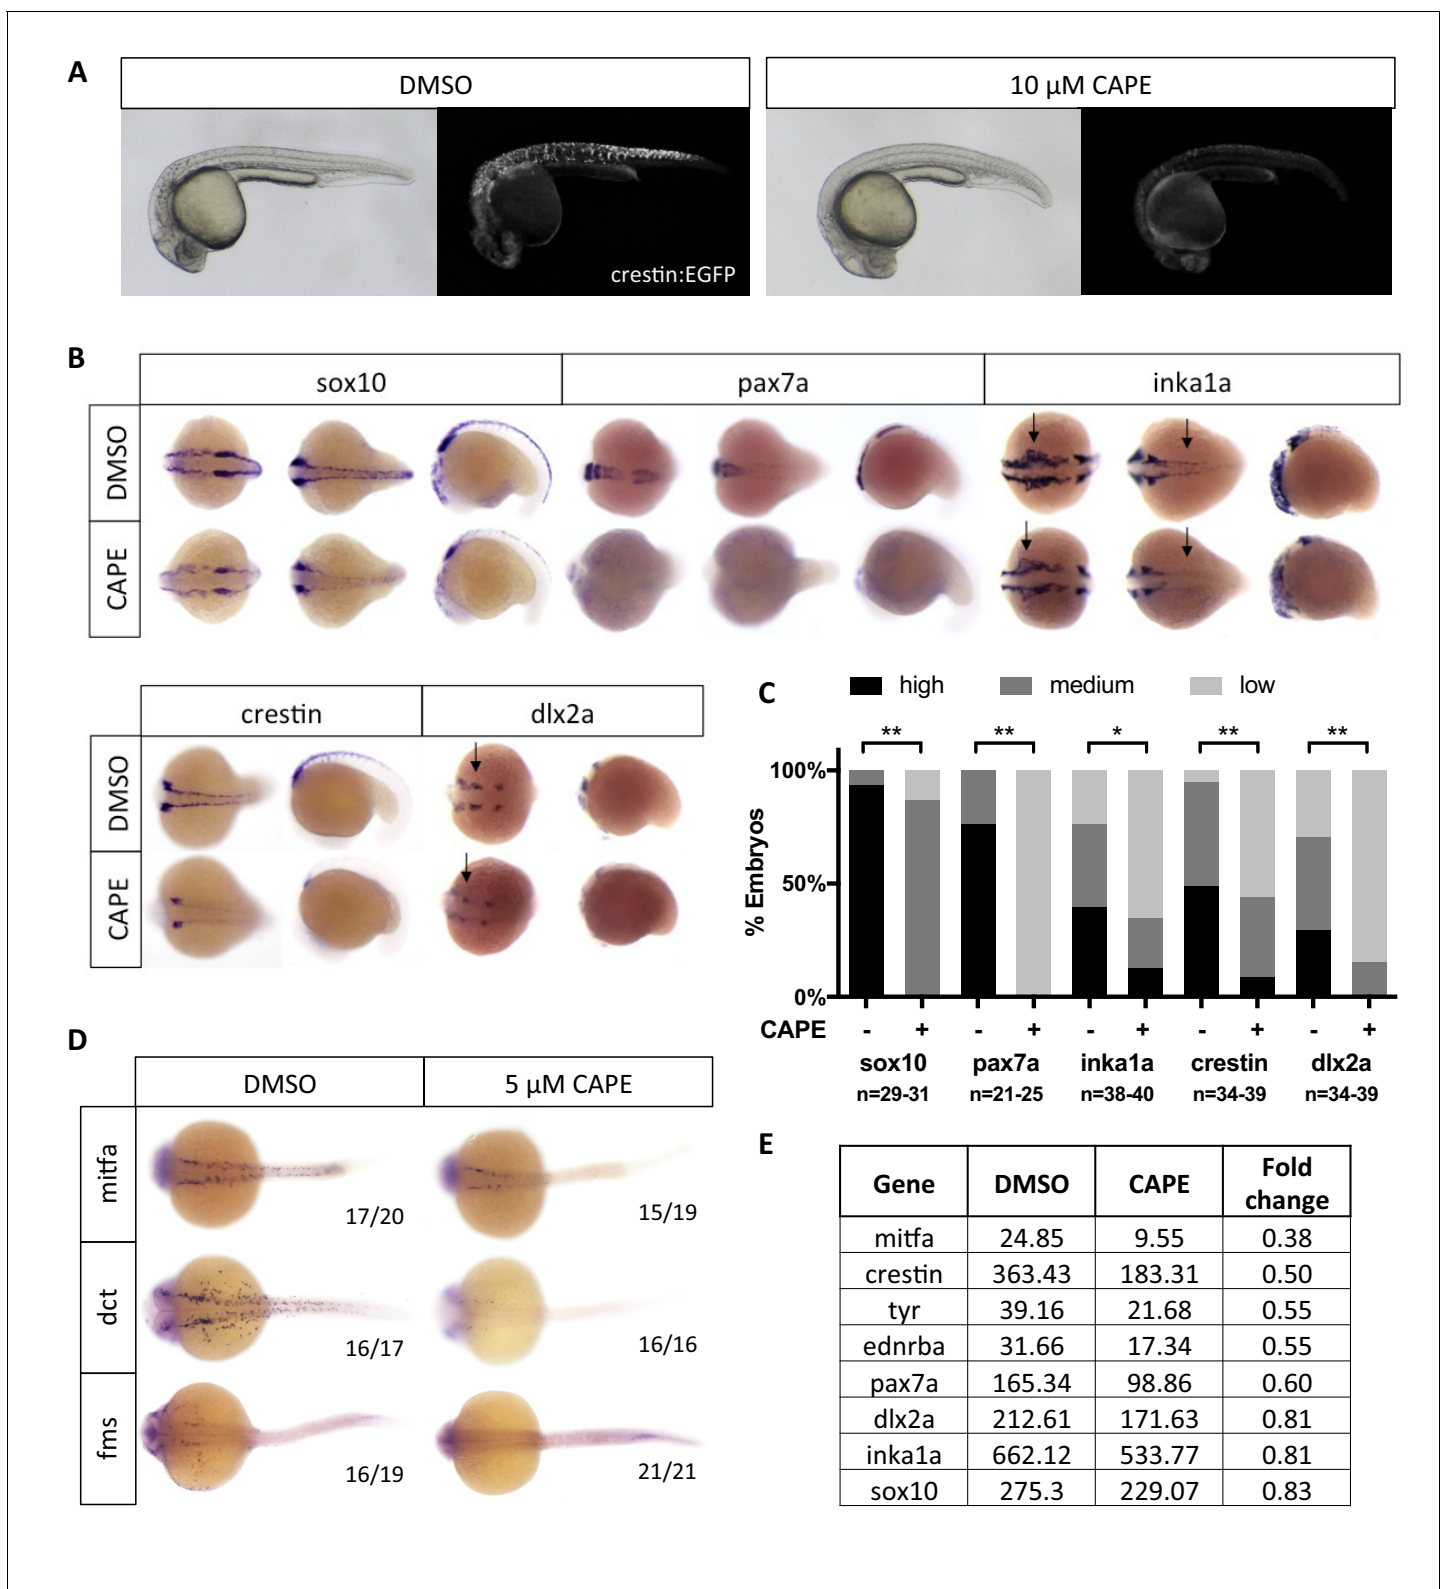 A
DMSO
10 µM CAPE
crestin:EGFP
B
sox10
pax7a
inka1a
DMSO
CAPE
crestin
dlx2a
DMSO
CAPE
C
high
medium
low
** ** * ** **
100%
50%
0%
% Embryos
CAPE - + - + - + - + - +
sox10 pax7a inka1a crestin dlx2a
n=29-31 n=21-25 n=38-40 n=34-39 n=34-39
D
DMSO
5 µM CAPE
mitfa
17/20
15/19
dct
16/17
16/16
fms
16/19
21/21
E
Gene DMSO CAPE Fold change
mitfa 24.85 9.55 0.38
crestin 363.43 183.31 0.50
tyr 39.16 21.68 0.55
ednrba 31.66 17.34 0.55
pax7a 165.34 98.86 0.60
dlx2a 212.61 171.63 0.81
inka1a 662.12 533.77 0.81
sox10 275.3 229.07 0.83